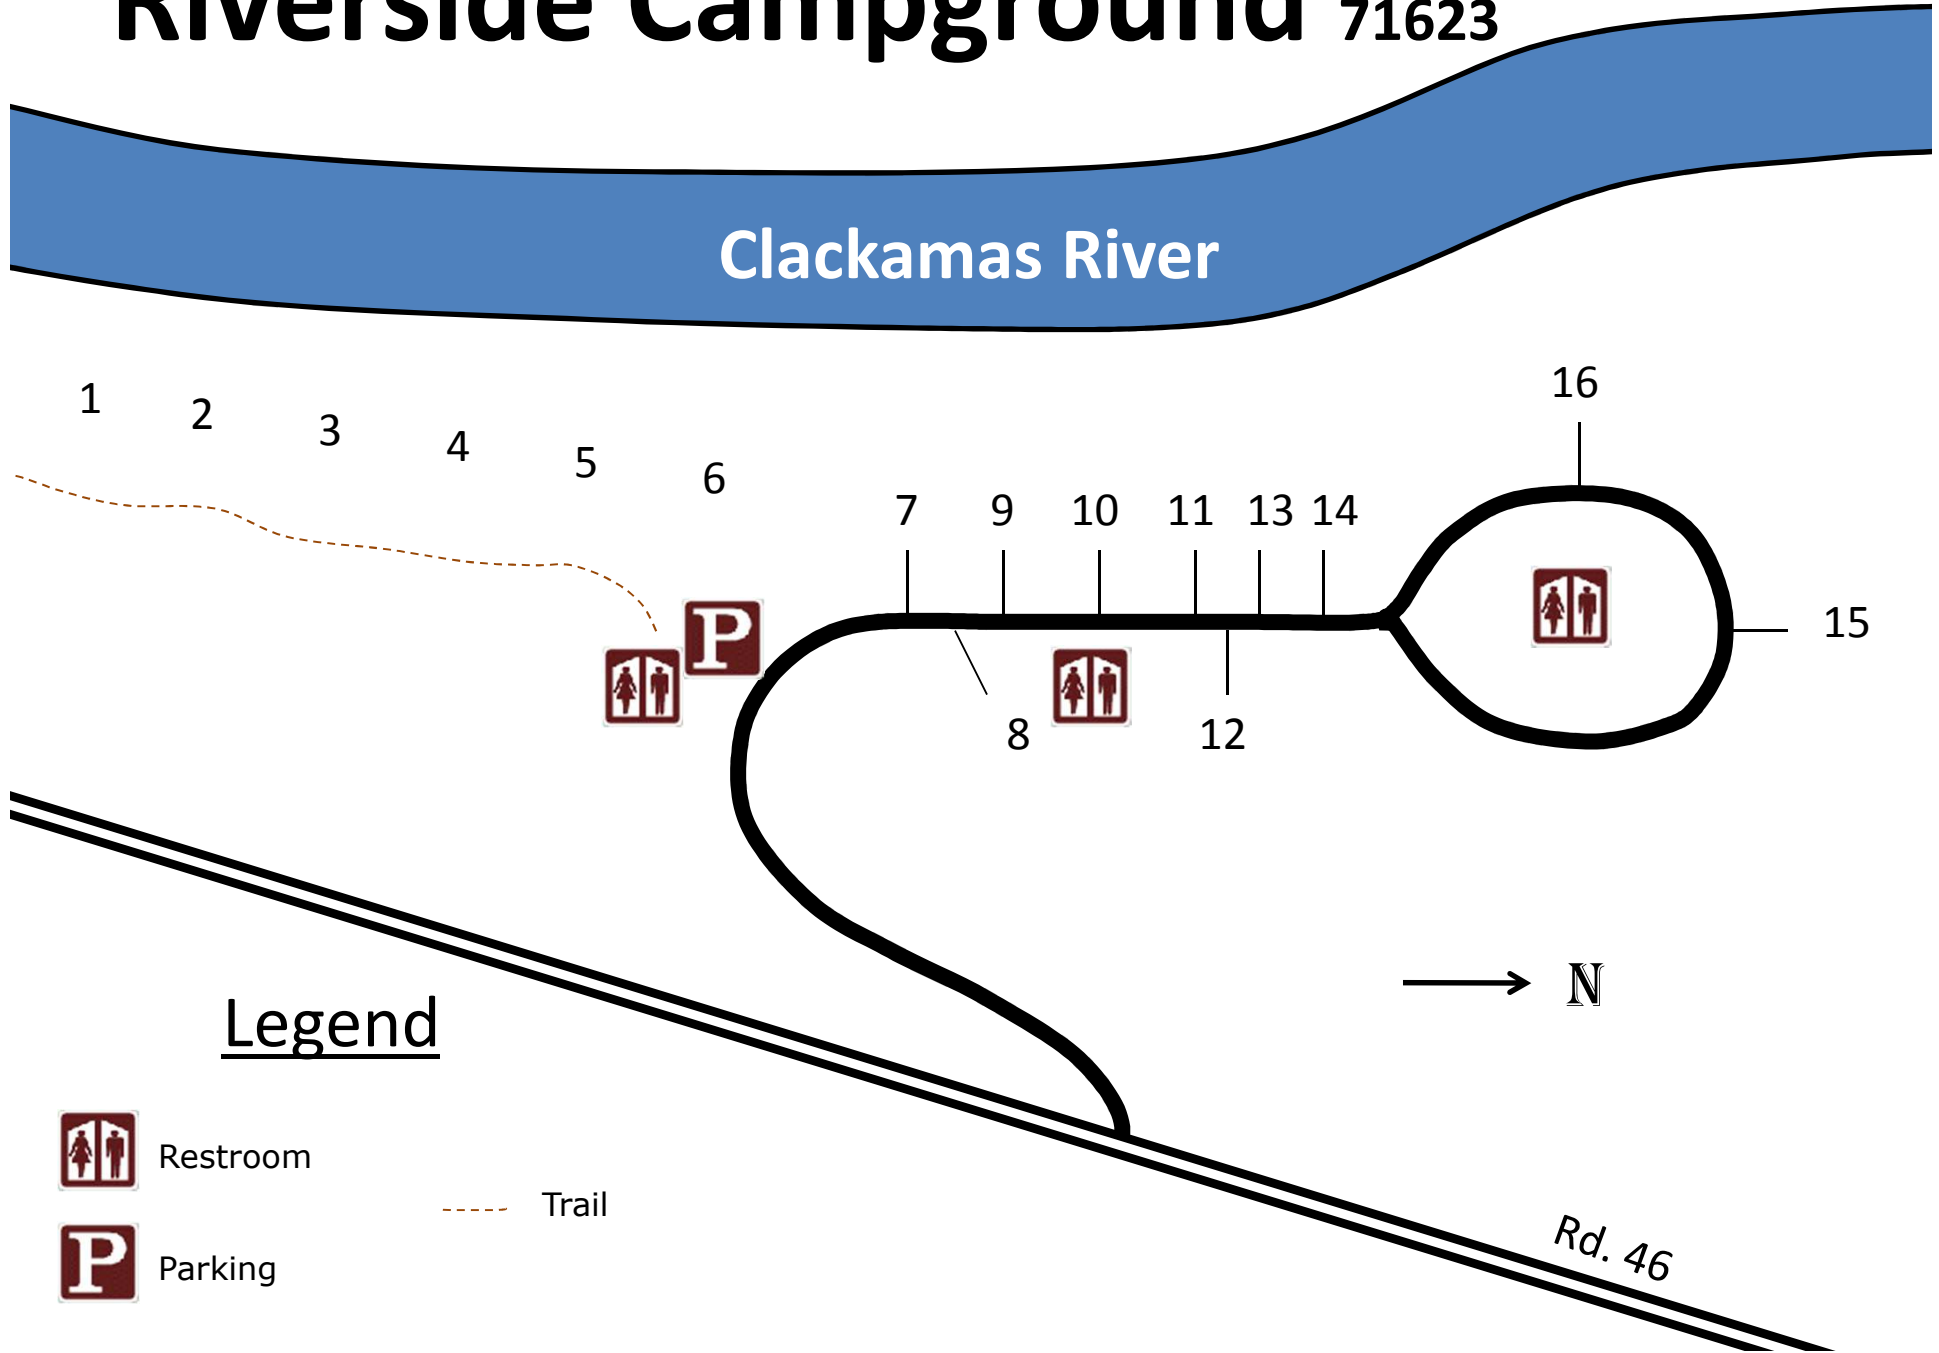 Riverside Campground 71623
Clackamas River
16
1
2
3
4
5
6
7
9
10
11
13
14
15
8
12
N
Legend
Restroom
Trail
Parking
Rd. 46
P
P